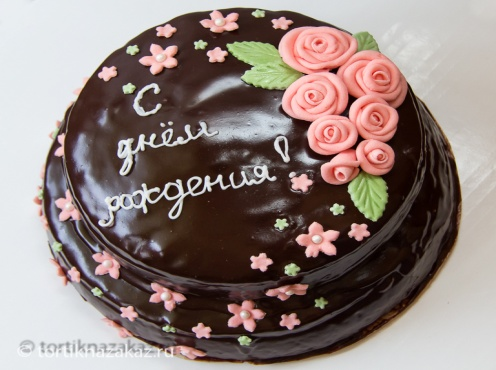 С
днём
рождения!
© tortiknazakaz.ru